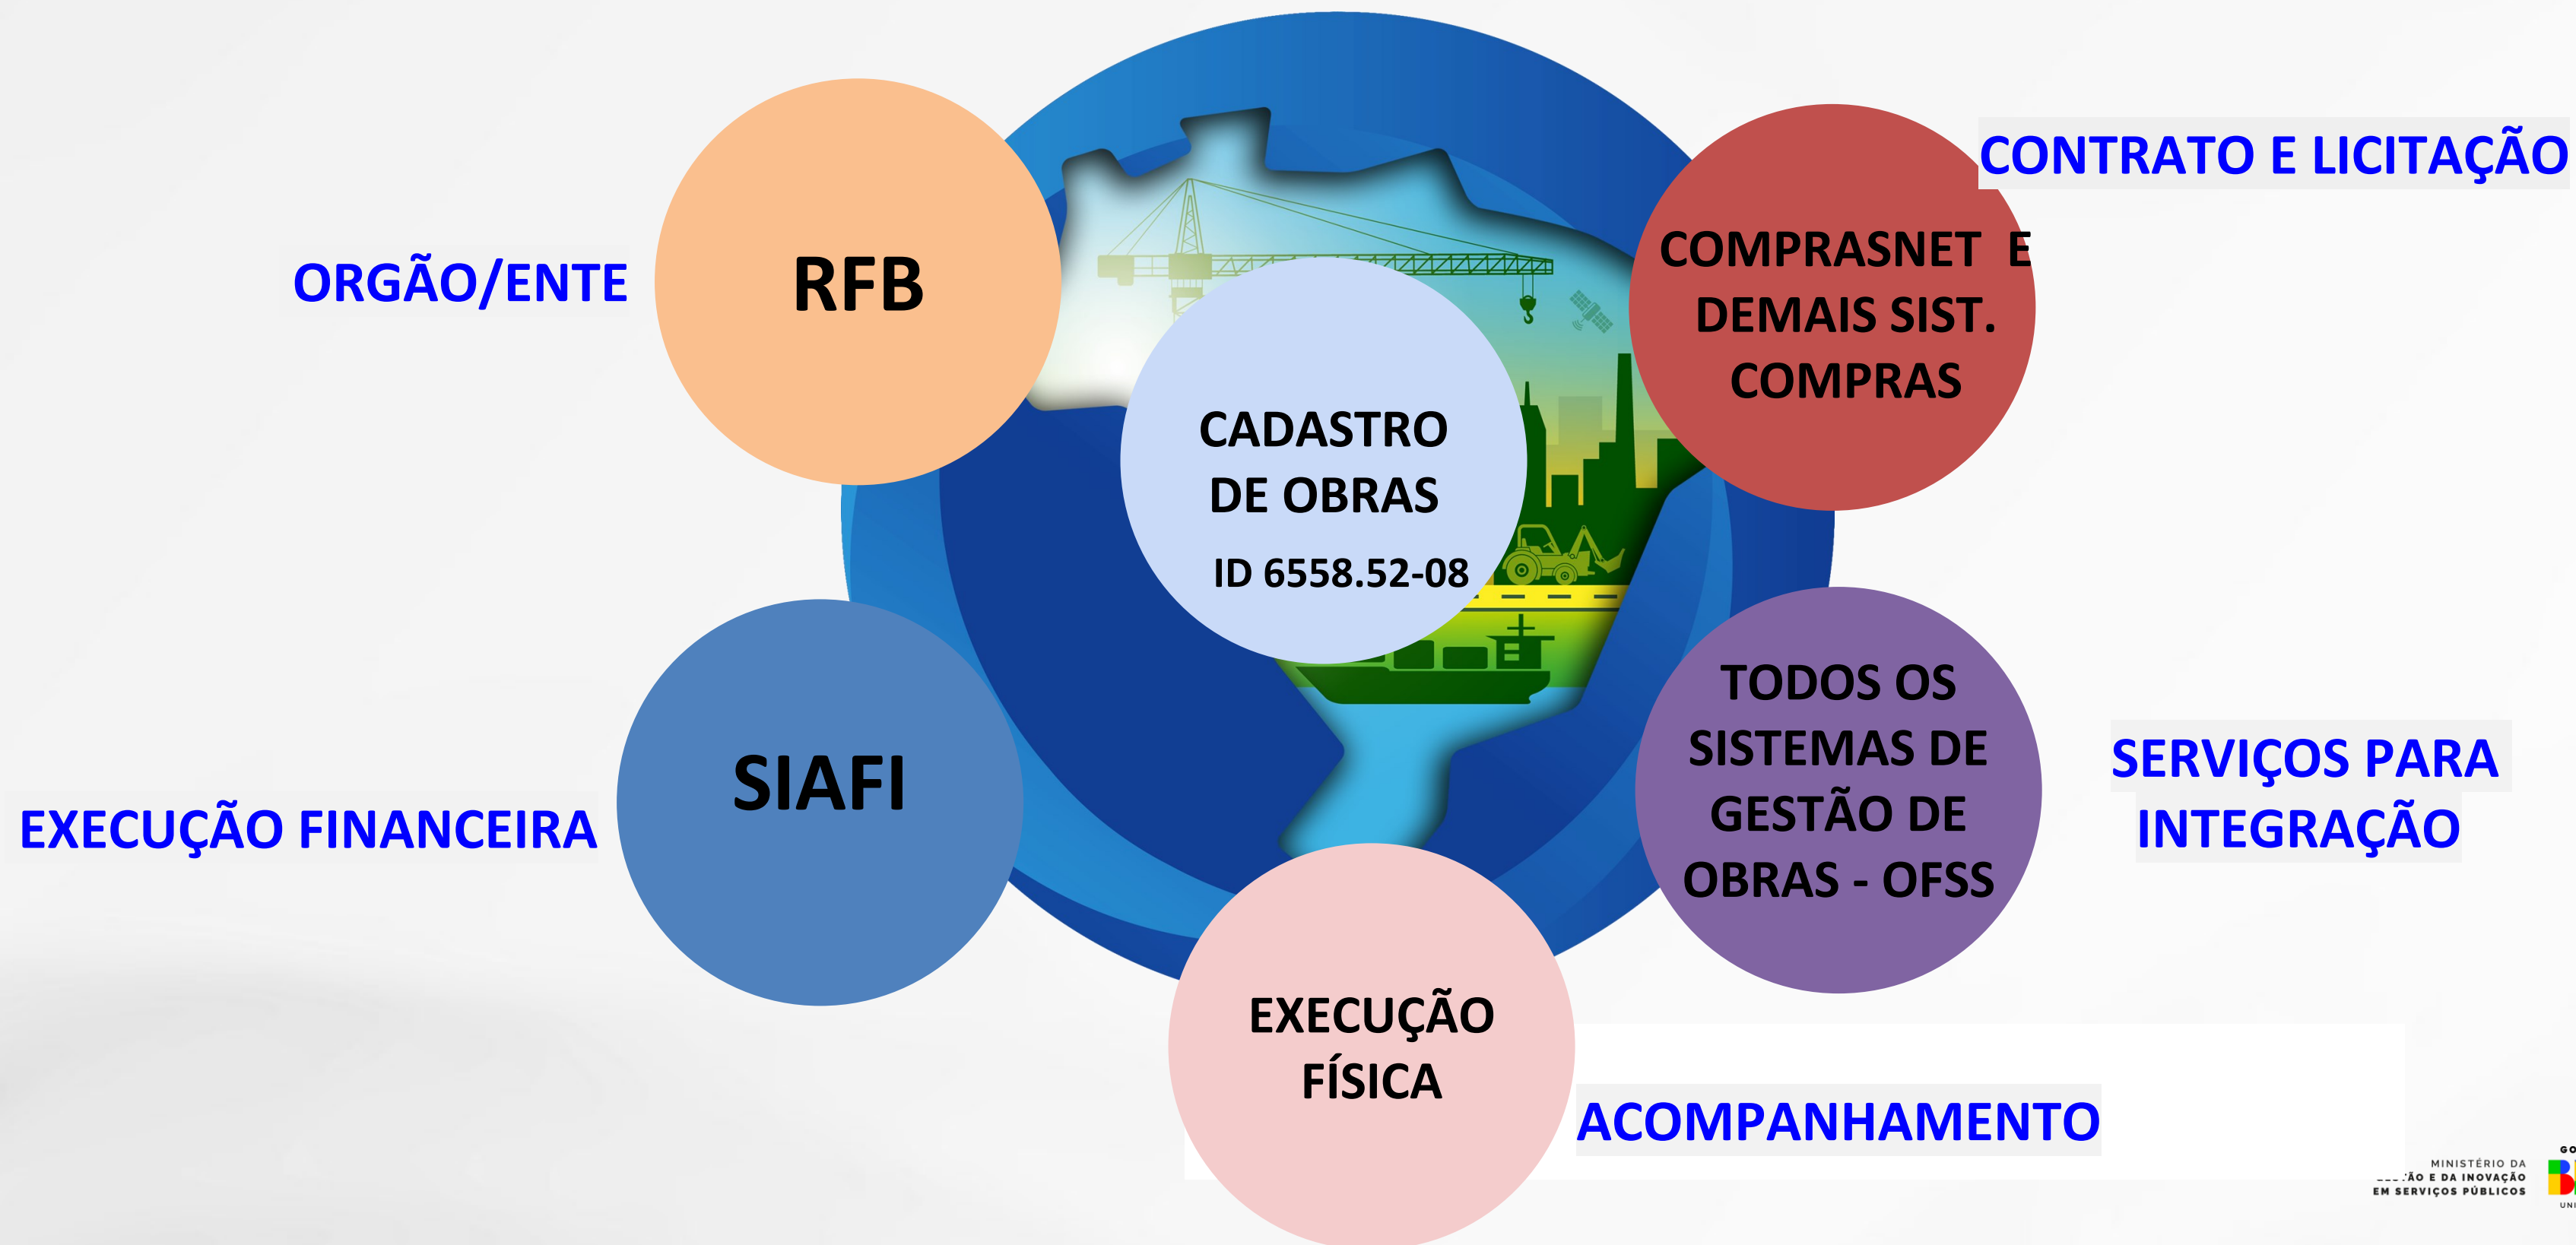 CONTRATO E LICITAÇÃO
ORGÃO/ENTE
RFB
COMPRASNET E
DEMAIS SIST.
COMPRAS
CADASTRO
DE OBRAS
ID 6558.52-08
SIAFI
EXECUÇÃO FINANCEIRA
TODOS OS
SISTEMAS DE
GESTÃO DE
OBRAS - OFSS
SERVIÇOS PARA
INTEGRAÇÃO
EXECUÇÃO
FÍSICA
ACOMPANHAMENTO
MINISTÉRIO DA
E DA INOVAÇÃO
EM SERVIÇOS PÚBLICOS